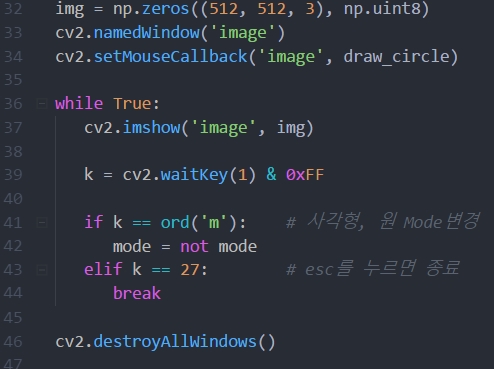 32 img = np.zeros((512, 512, 3), np.uint8)
33 cv2.namedWindow('image')
34 cv2.setMouseCallback('image', draw_circle)
35
36 while True:
37     cv2.imshow('image', img)
38
39     k = cv2.waitKey(1) & 0xFF
40
41     if k == ord('m'):    # 사각형, 원 Mode변경
42         mode = not mode
43     elif k == 27:        # esc를 누르면 종료
44         break
45
46 cv2.destroyAllWindows()
47